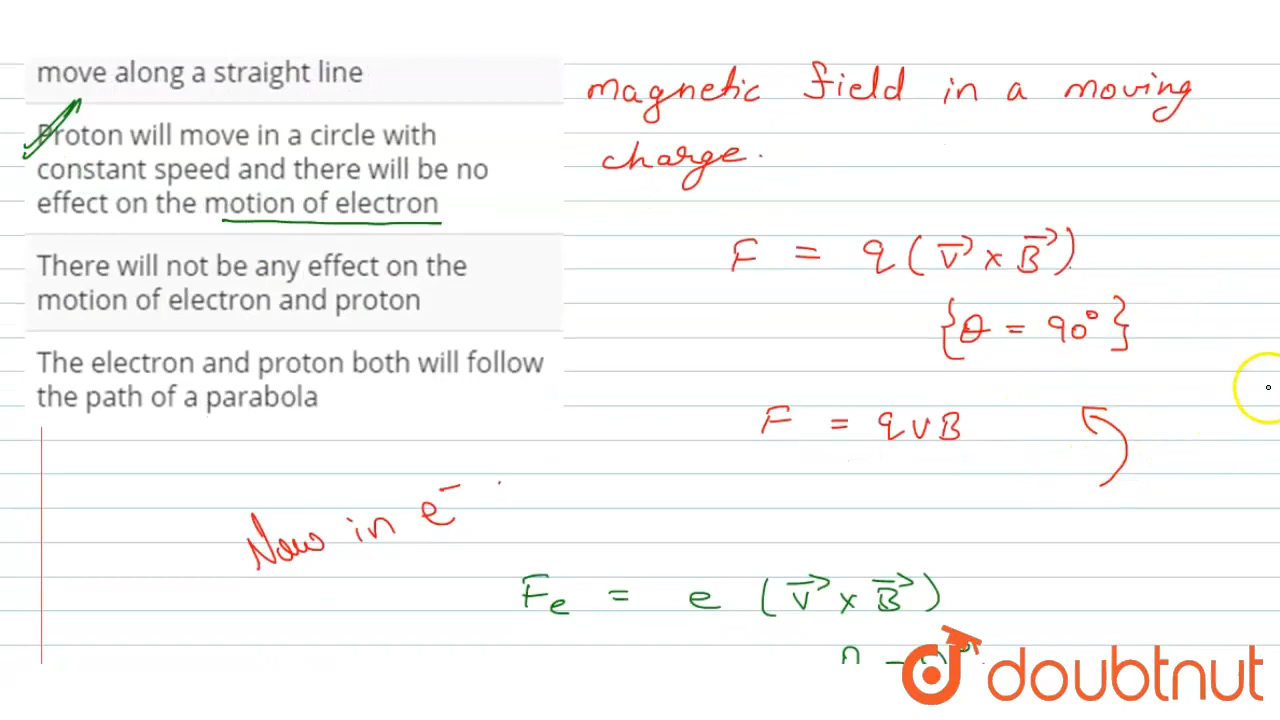 move along a straight line
Proton will move in a circle with
constant speed and there will be no
effect on the motion of electron
There will not be any effect on the
motion of electron and proton
The electron and proton both will follow
the path of a parabola
magnetic field in a moving
charge.
F = q ( v⃗ × B⃗ )
{θ = 90°}
F = qvB
Now in e⁻
Fe = e ( v⃗ × B⃗ )
doubtnut